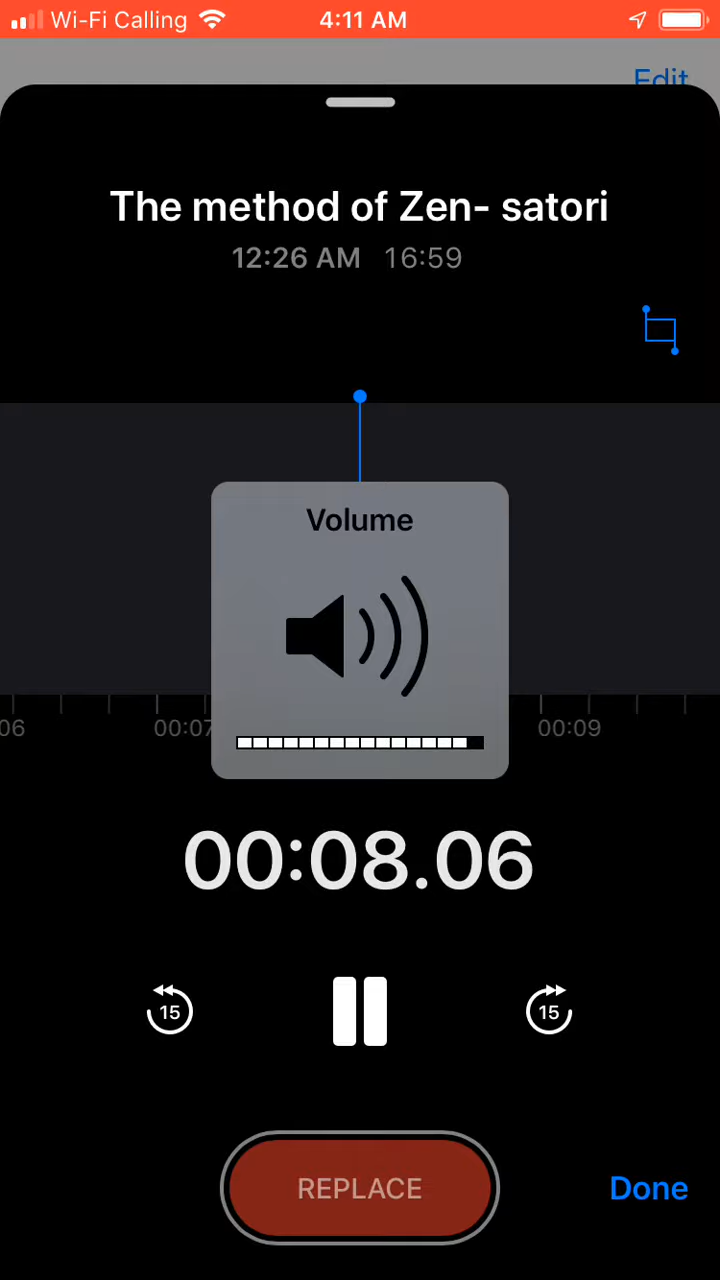 Wi-Fi Calling 4:11 AM
Edit
The method of Zen- satori
12:26 AM 16:59
Volume
06 00:07 00:09
00:08.06
15 15
REPLACE
Done